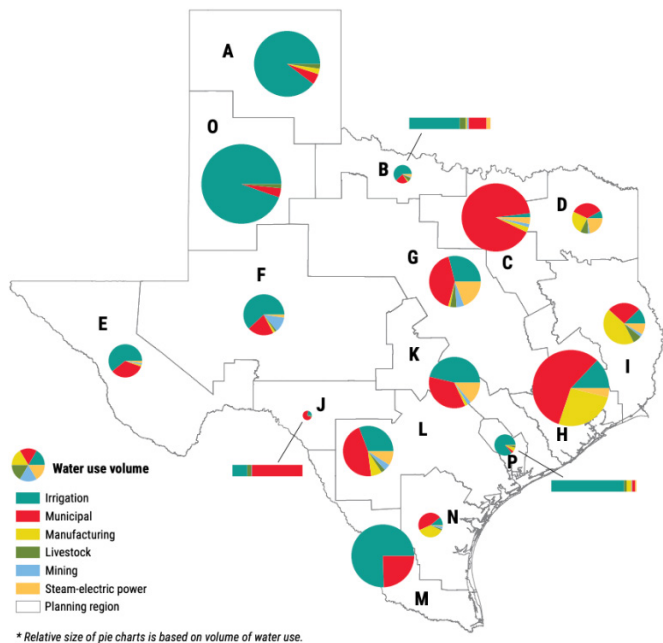 A
O
B
D
C
G
F
E
K
I
J
L
H
P
N
M
Water use volume
Irrigation
Municipal
Manufacturing
Livestock
Mining
Steam-electric power
Planning region
* Relative size of pie charts is based on volume of water use.